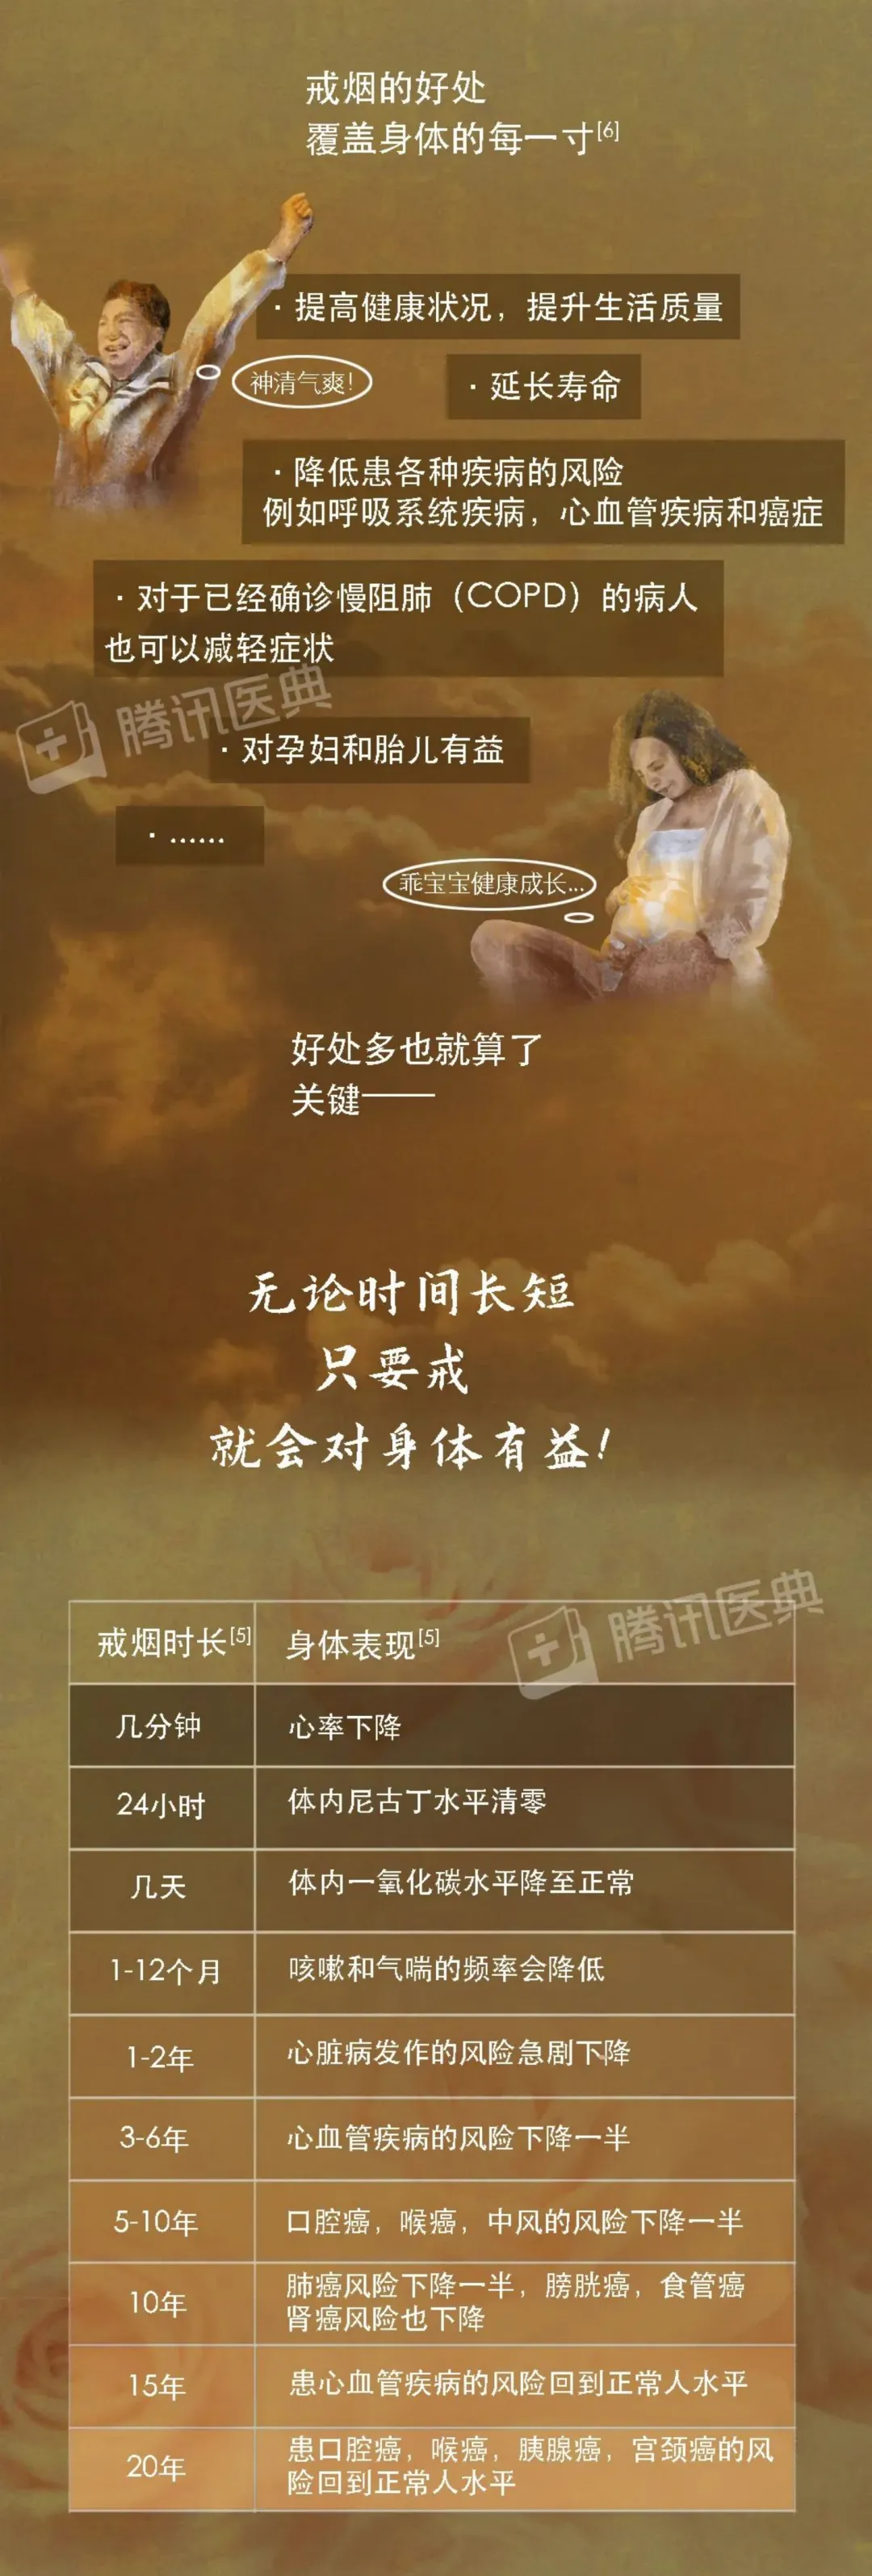 戒烟的好处
覆盖身体的每一寸[6]
·提高健康状况，提升生活质量
神清气爽!
·延长寿命
·降低患各种疾病的风险
例如呼吸系统疾病，心血管疾病和癌症
·对于已经确诊慢阻肺（COPD）的病人
也可以减轻症状
腾讯医典
·对孕妇和胎儿有益
·……
乖宝宝健康成长...
好处多也就算了
关键——
无论时间长短
只要戒
就会对身体有益!
腾讯医典
戒烟时长[5] 身体表现[5]
几分钟 心率下降
24小时 体内尼古丁水平清零
几天 体内一氧化碳水平降至正常
1-12个月 咳嗽和气喘的频率会降低
1-2年 心脏病发作的风险急剧下降
3-6年 心血管疾病的风险下降一半
5-10年 口腔癌，喉癌，中风的风险下降一半
10年 肺癌风险下降一半，膀胱癌，食管癌
肾癌风险也下降
15年 患心血管疾病的风险回到正常人水平
20年 患口腔癌，喉癌，胰腺癌，宫颈癌的风
险回到正常人水平